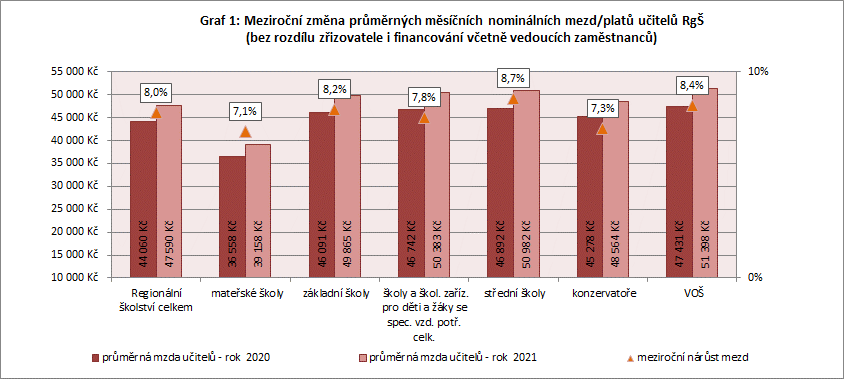 Graf 1: Meziroční změna průměrných měsíčních nominálních mezd/platů učitelů RgŠ
(bez rozdílu zřizovatele i financování včetně vedoucích zaměstnanců)
55 000 Kč
50 000 Kč
45 000 Kč
40 000 Kč
35 000 Kč
30 000 Kč
25 000 Kč
20 000 Kč
15 000 Kč
10 000 Kč
10%
0%
8,0%
7,1%
8,2%
7,8%
8,7%
7,3%
8,4%
44 060 Kč
47 590 Kč
36 558 Kč
39 158 Kč
46 091 Kč
49 865 Kč
46 742 Kč
50 383 Kč
46 892 Kč
50 982 Kč
45 278 Kč
48 564 Kč
47 431 Kč
51 398 Kč
Regionální
školství celkem
mateřské školy
základní školy
školy a škol. zaříz.
pro děti a žáky se
spec. vzd. potř.
celk.
střední školy
konzervatoře
VOŠ
průměrná mzda učitelů - rok 2020
průměrná mzda učitelů - rok 2021
meziroční nárůst mezd